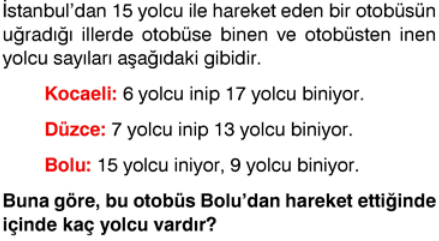 İstanbul’dan 15 yolcu ile hareket eden bir otobüsün
uğradığı illerde otobüse binen ve otobüsten inen
yolcu sayıları aşağıdaki gibidir.
Kocaeli: 6 yolcu inip 17 yolcu biniyor.
Düzce: 7 yolcu inip 13 yolcu biniyor.
Bolu: 15 yolcu iniyor, 9 yolcu biniyor.
Buna göre, bu otobüs Bolu’dan hareket ettiğinde
içinde kaç yolcu vardır?